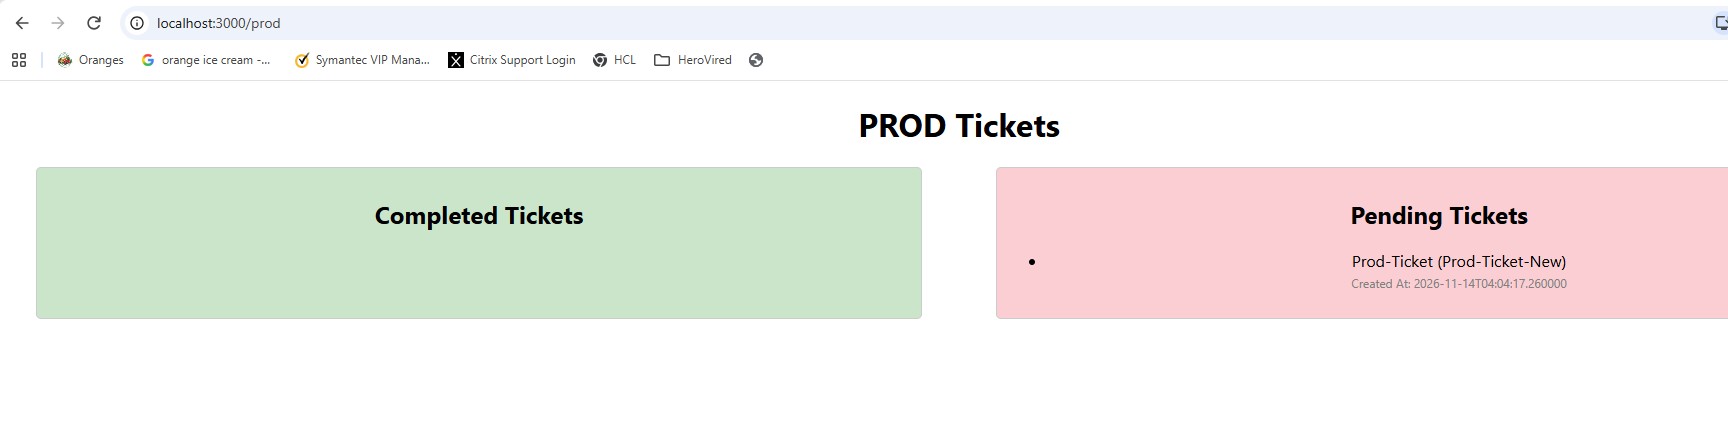 localhost:3000/prod
Oranges
orange ice cream -...
Symantec VIP Mana...
Citrix Support Login
HCL
HeroVired
PROD Tickets
Completed Tickets
Pending Tickets
Prod-Ticket (Prod-Ticket-New)
Created At: 2026-11-14T04:04:17.260000